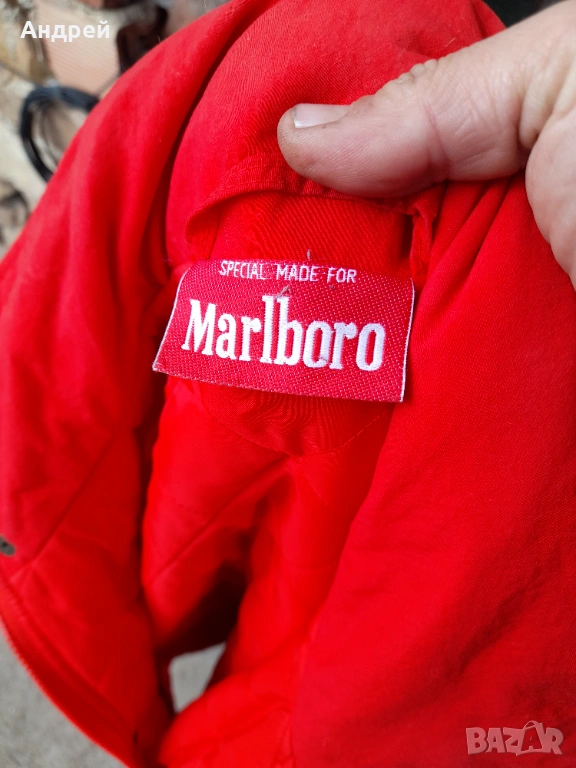 Андрей
SPECIAL MADE FOR
Marlboro
BAZAR